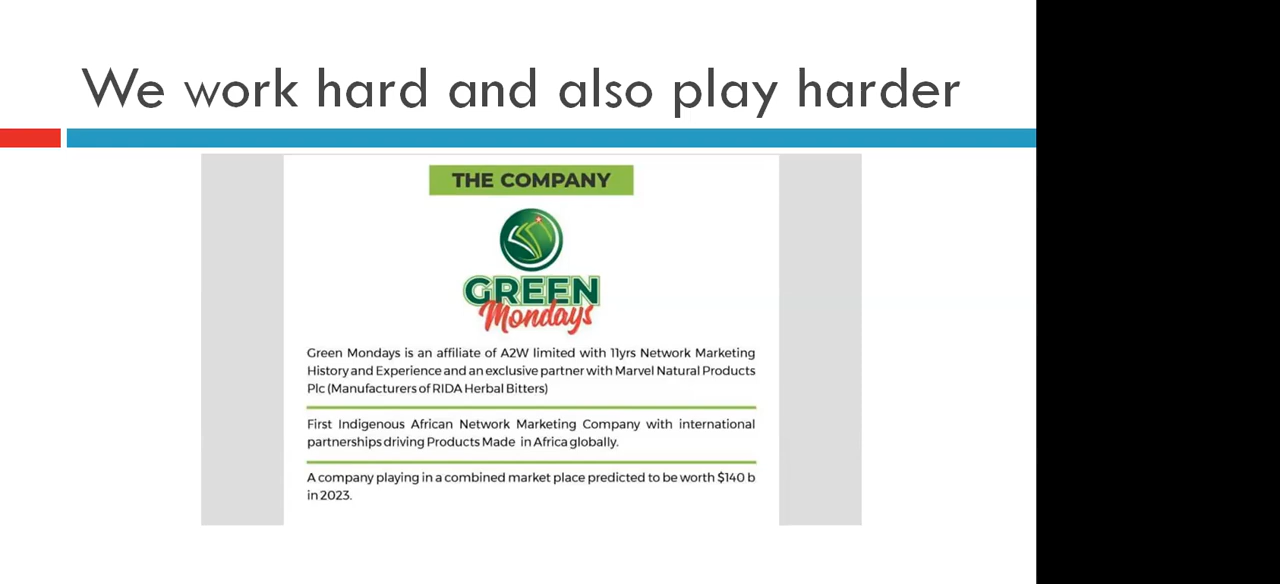 We work hard and also play harder
THE COMPANY
GREEN
Mondays
Green Mondays is an affiliate of A2W limited with 11yrs Network Marketing
History and Experience and an exclusive partner with Marvel Natural Products
Plc (Manufacturers of RIDA Herbal Bitters)
First Indigenous African Network Marketing Company with international
partnerships driving Products Made in Africa globally.
A company playing in a combined market place predicted to be worth $140 b
in 2023.